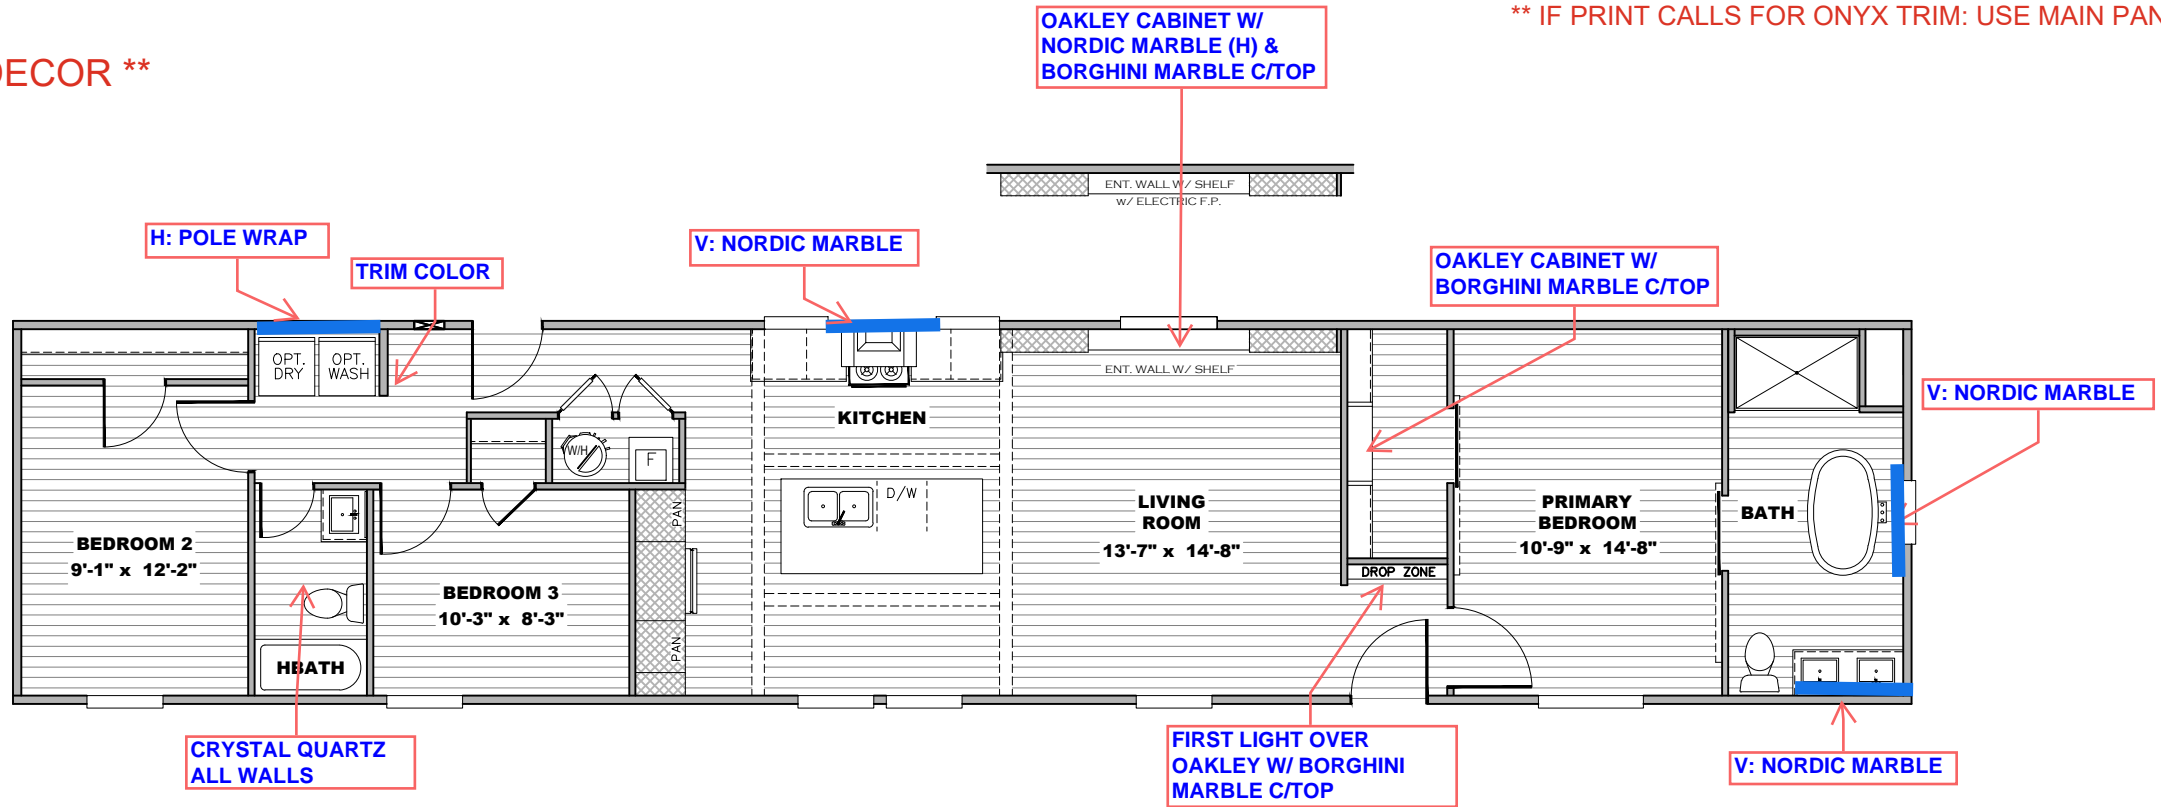 ** IF PRINT CALLS FOR ONYX TRIM: USE MAIN PAN
DECOR **
OAKLEY CABINET W/
NORDIC MARBLE (H) &
BORGHINI MARBLE C/TOP
ENT. WALL W/ SHELF
W/ ELECTRIC F.P.
H: POLE WRAP
TRIM COLOR
V: NORDIC MARBLE
OAKLEY CABINET W/
BORGHINI MARBLE C/TOP
V: NORDIC MARBLE
OPT.
DRY
OPT.
WASH
ENT. WALL W/ SHELF
KITCHEN
W/H
F
D/W
PAN
PAN
LIVING
ROOM
13'-7" x 14'-8"
PRIMARY
BEDROOM
10'-9" x 14'-8"
BATH
BEDROOM 2
9'-1" x 12'-2"
BEDROOM 3
10'-3" x 8'-3"
DROP ZONE
HBATH
CRYSTAL QUARTZ
ALL WALLS
FIRST LIGHT OVER
OAKLEY W/ BORGHINI
MARBLE C/TOP
V: NORDIC MARBLE